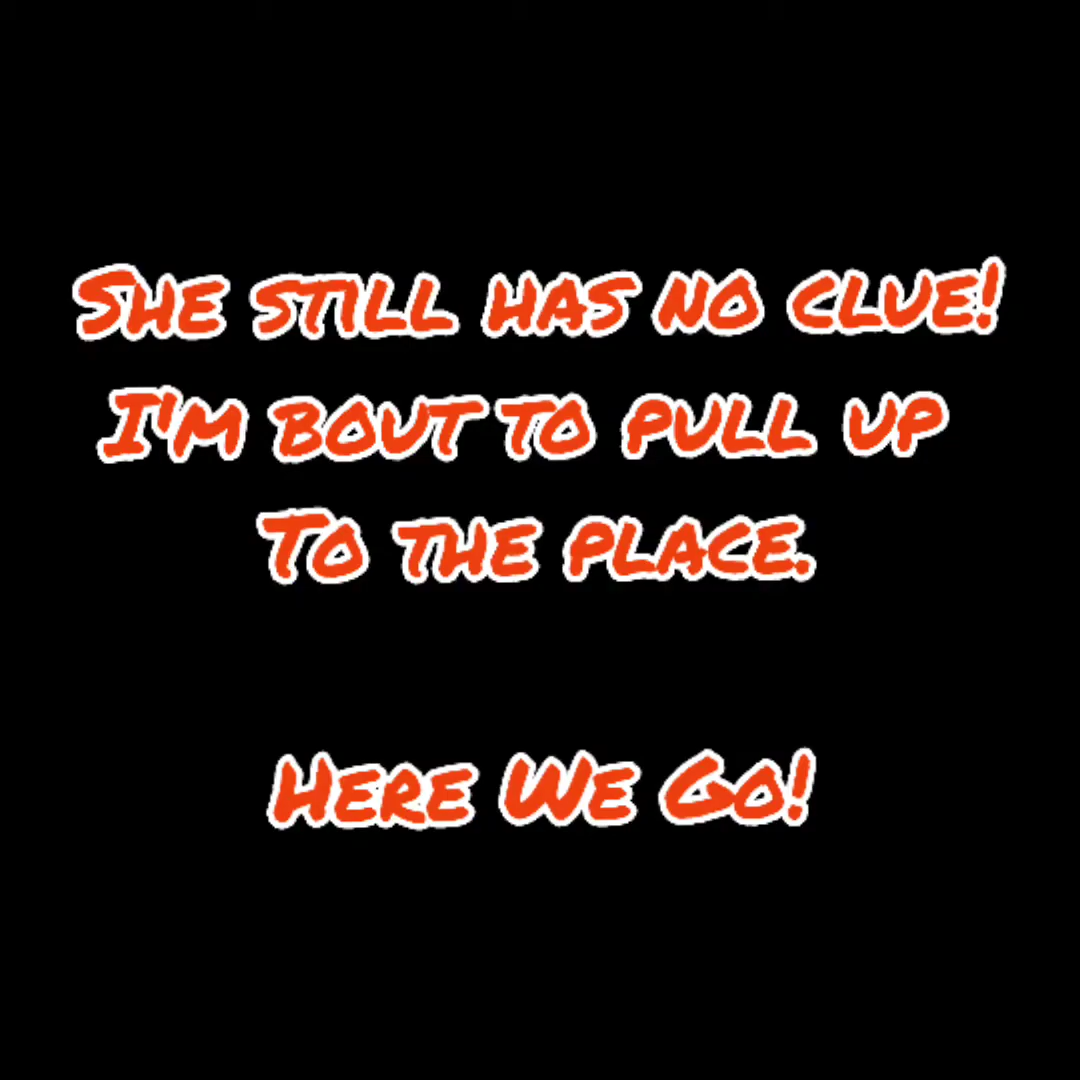 She still has no clue!
I'm bout to pull up
To the place.
Here We Go!